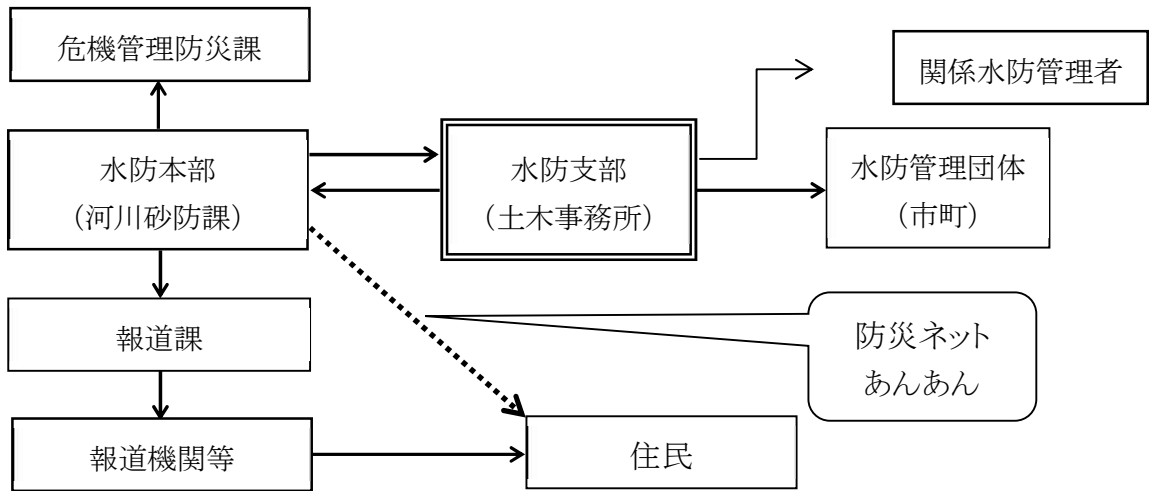 危機管理防災課
関係水防管理者
水防本部
（河川砂防課）
水防支部
（土木事務所）
水防管理団体
（市町）
報道課
防災ネット
あんあん
報道機関等
住民